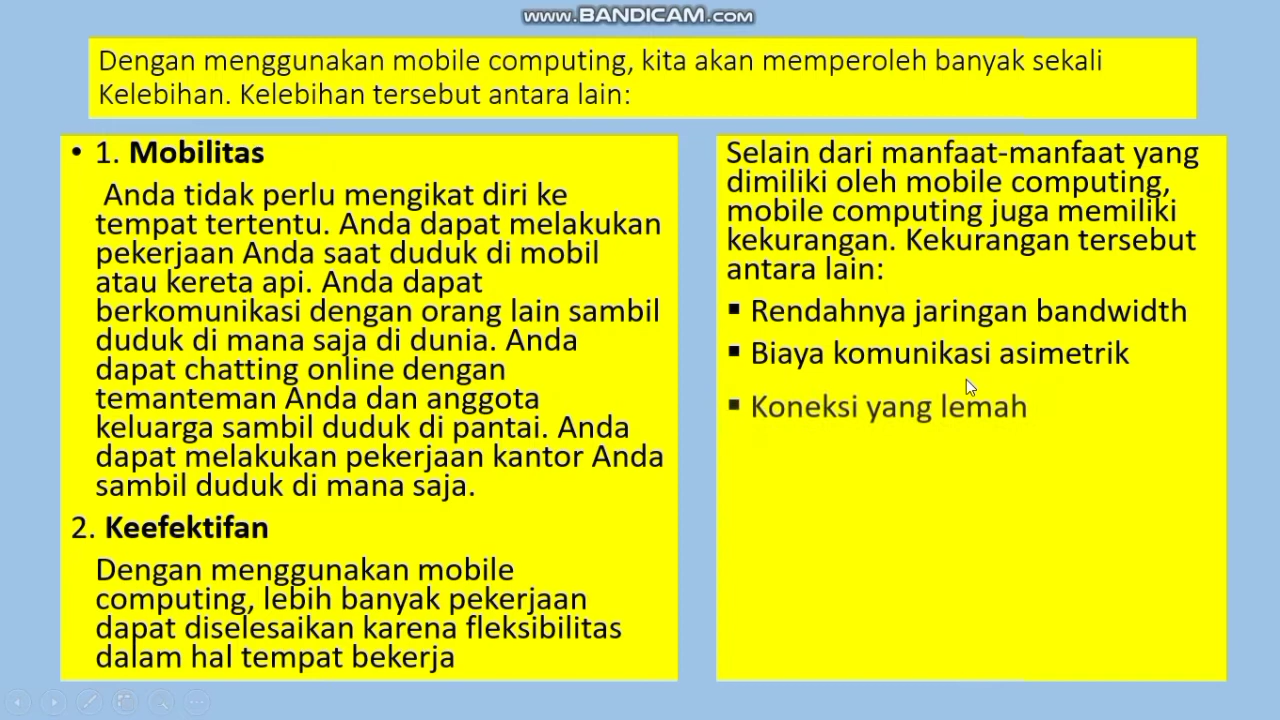 www.BANDICAM.com
Dengan menggunakan mobile computing, kita akan memperoleh banyak sekali
Kelebihan. Kelebihan tersebut antara lain:
• 1. Mobilitas
Anda tidak perlu mengikat diri ke
tempat tertentu. Anda dapat melakukan
pekerjaan Anda saat duduk di mobil
atau kereta api. Anda dapat
berkomunikasi dengan orang lain sambil
duduk di mana saja di dunia. Anda
dapat chatting online dengan
temanteman Anda dan anggota
keluarga sambil duduk di pantai. Anda
dapat melakukan pekerjaan kantor Anda
sambil duduk di mana saja.
2. Keefektifan
Dengan menggunakan mobile
computing, lebih banyak pekerjaan
dapat diselesaikan karena fleksibilitas
dalam hal tempat bekerja
Selain dari manfaat-manfaat yang
dimiliki oleh mobile computing,
mobile computing juga memiliki
kekurangan. Kekurangan tersebut
antara lain:
▪ Rendahnya jaringan bandwidth
▪ Biaya komunikasi asimetrik
▪ Koneksi yang lemah